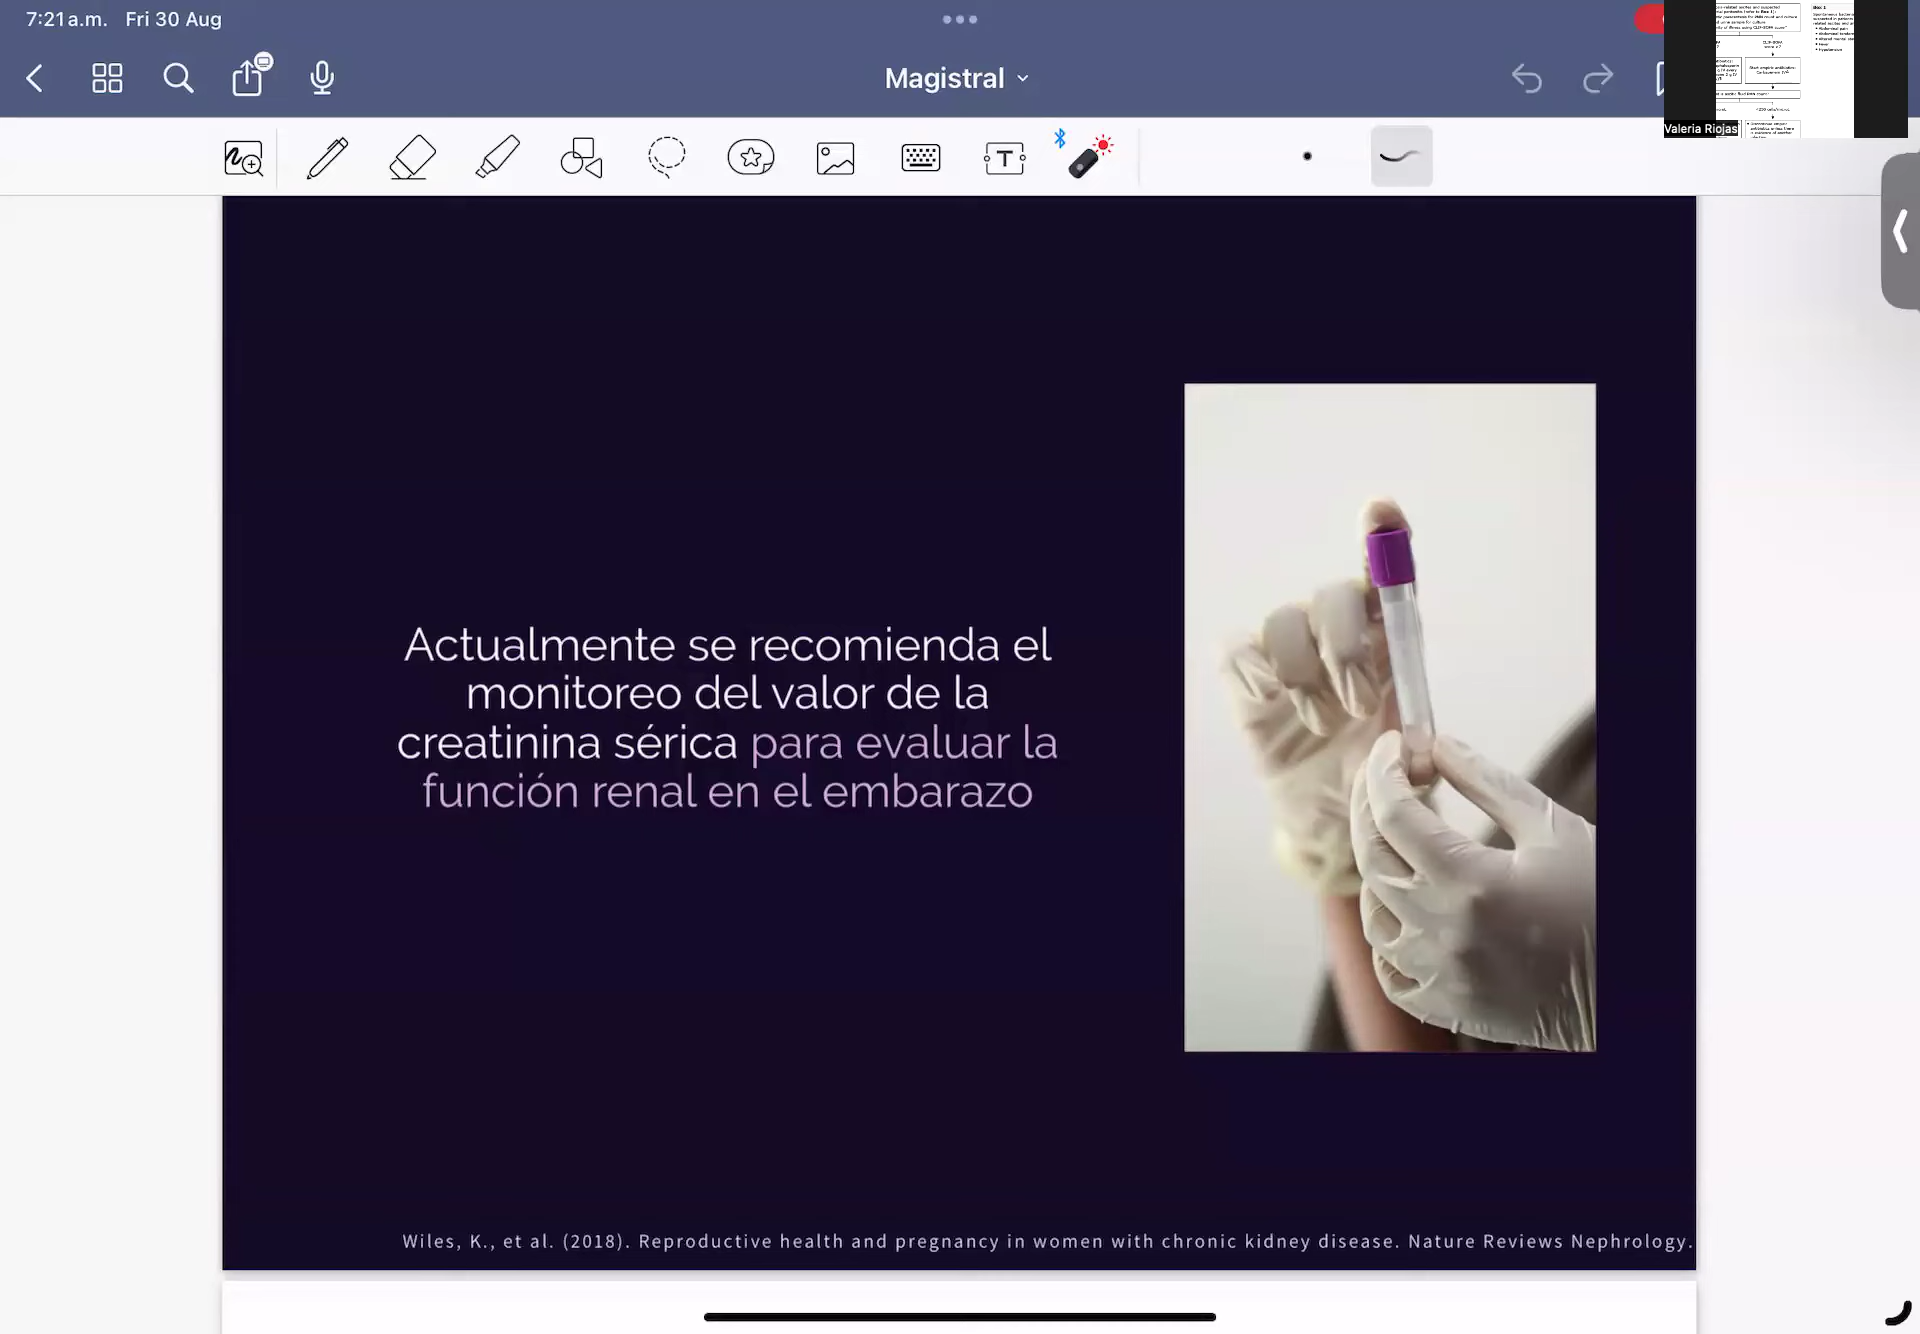 7:21 a.m. Fri 30 Aug
Magistral
T
Valeria Riojas
Box 1
Actualmente se recomienda el
monitoreo del valor de la
creatinina sérica para evaluar la
función renal en el embarazo
Wiles, K., et al. (2018). Reproductive health and pregnancy in women with chronic kidney disease. Nature Reviews Nephrology.